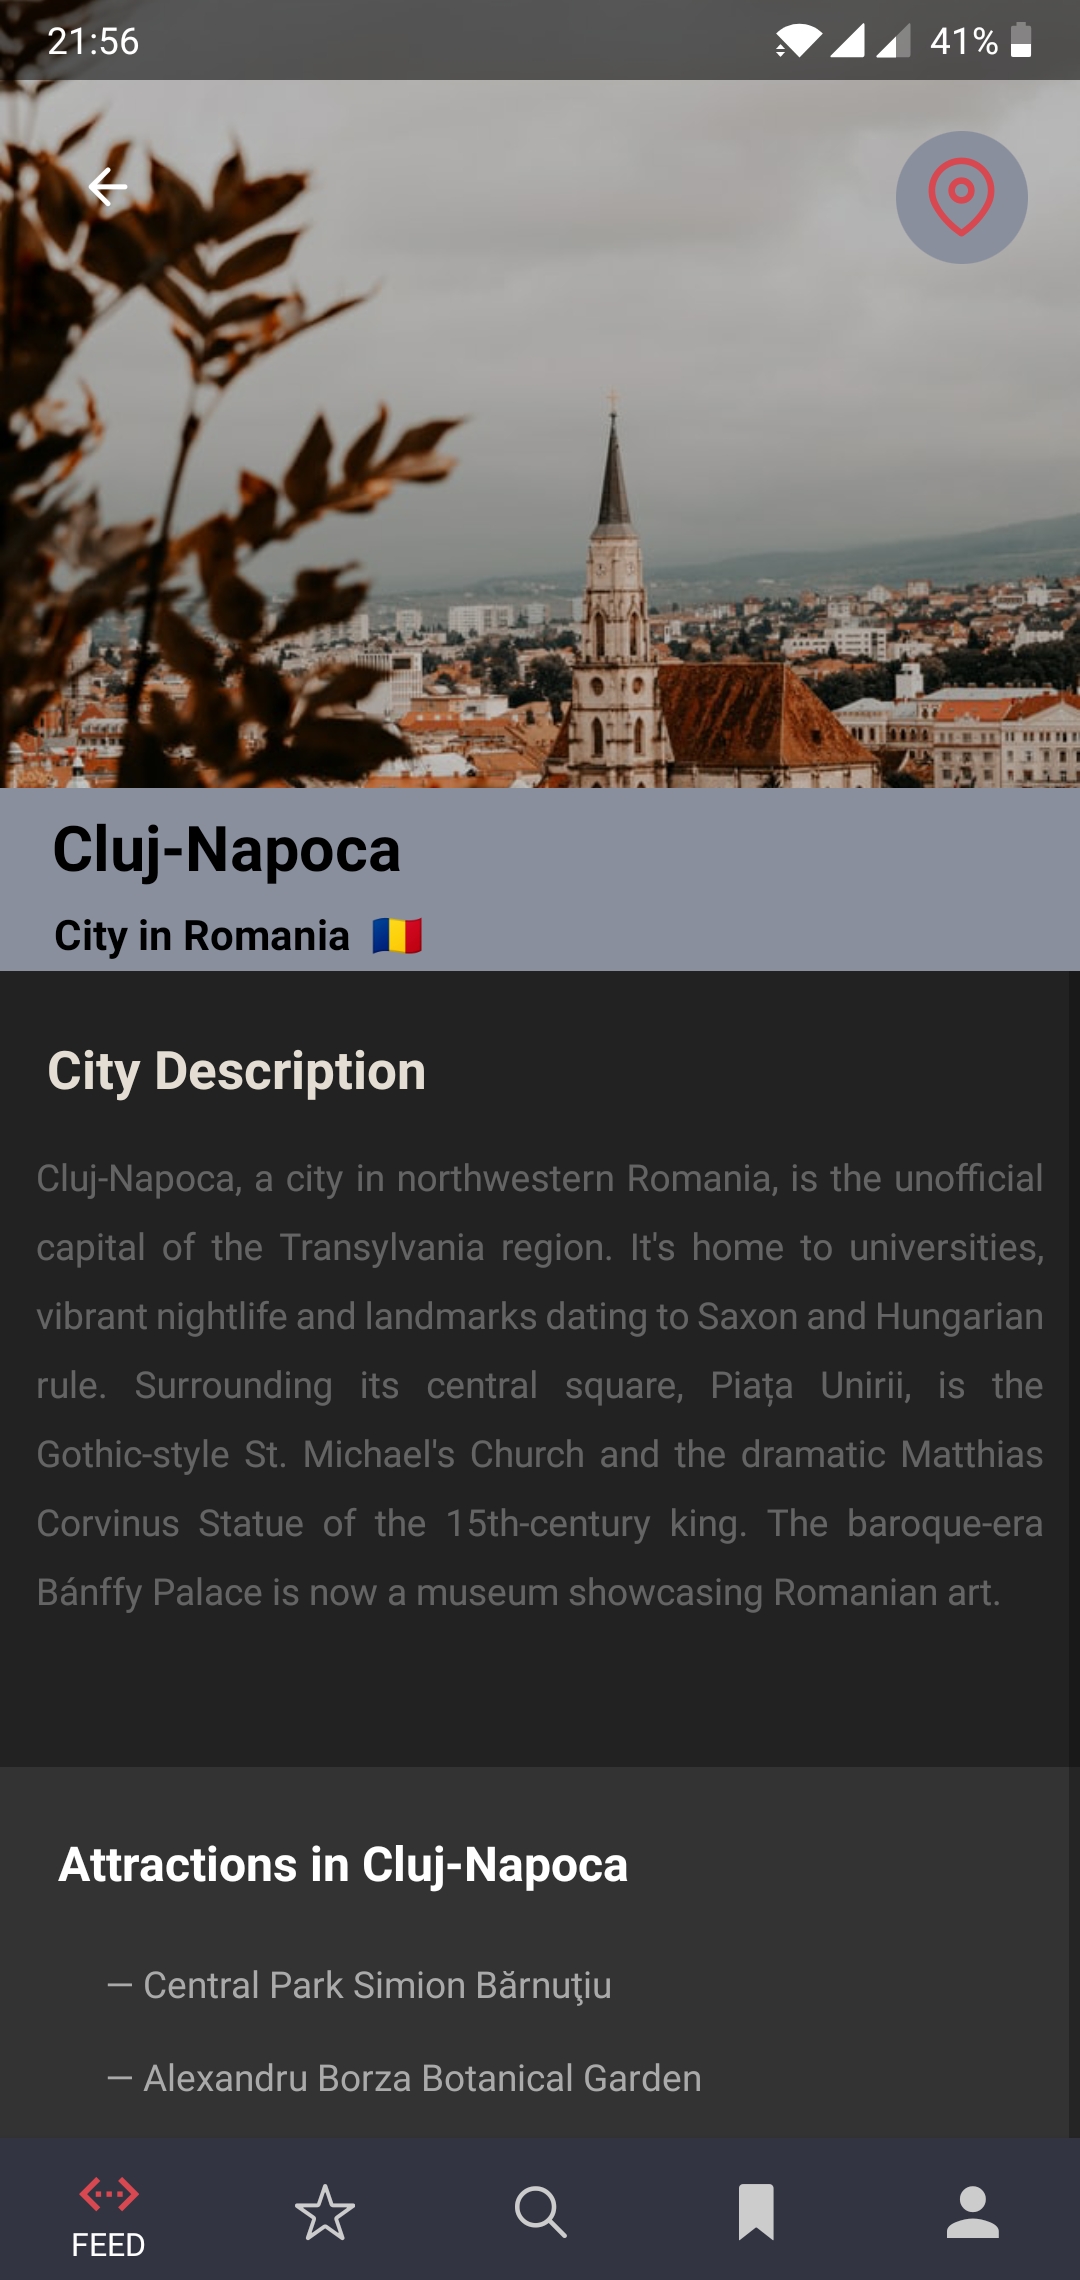 21:56
41%
Cluj-Napoca
City in Romania 🇷🇴
City Description
Cluj-Napoca, a city in northwestern Romania, is the unofficial
capital of the Transylvania region. It's home to universities,
vibrant nightlife and landmarks dating to Saxon and Hungarian
rule. Surrounding its central square, Piața Unirii, is the
Gothic-style St. Michael's Church and the dramatic Matthias
Corvinus Statue of the 15th-century king. The baroque-era
Bánffy Palace is now a museum showcasing Romanian art.
Attractions in Cluj-Napoca
— Central Park Simion Bărnuţiu
— Alexandru Borza Botanical Garden
FEED